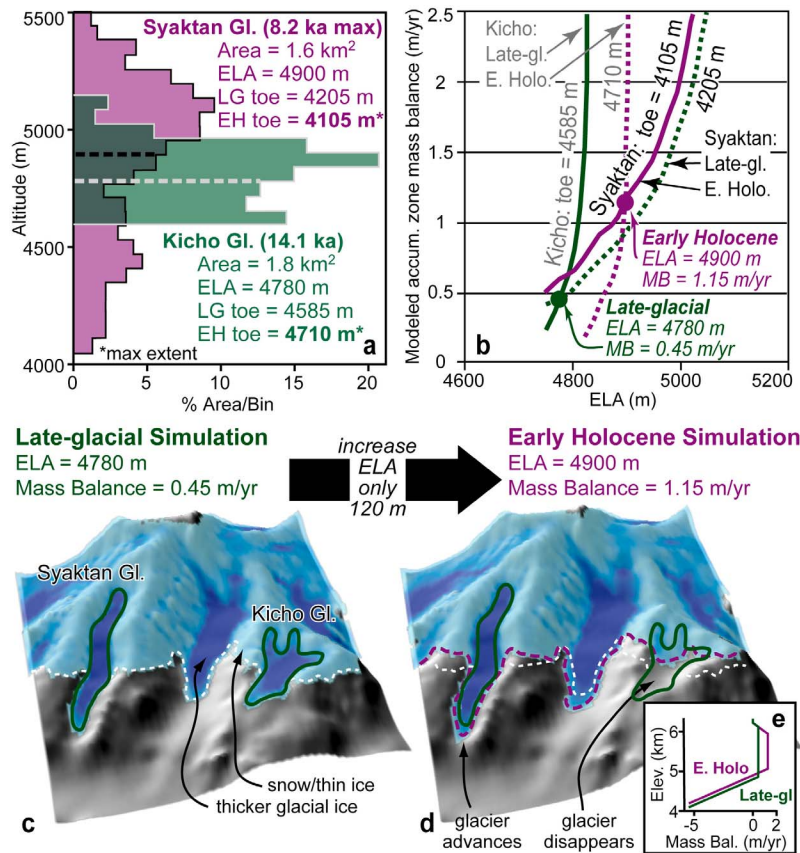 5500
5000
4500
4000
Altitude (m)
Syaktan Gl. (8.2 ka max)
Area = 1.6 km²
ELA = 4900 m
LG toe = 4205 m
EH toe = 4105 m*
Kicho Gl. (14.1 ka)
Area = 1.8 km²
ELA = 4780 m
LG toe = 4585 m
EH toe = 4710 m*
*max extent
a
0 5 10 15 20
% Area/Bin
2.5
2
1.5
1
0.5
0
Modeled accum. zone mass balance (m/yr)
Kicho:
Late-gl.
E. Holo.
4710 m
Kicho: toe = 4585 m
Syaktan: toe = 4105 m
4205 m
Syaktan:
Late-gl.
E. Holo.
Early Holocene
ELA = 4900 m
MB = 1.15 m/yr
Late-glacial
ELA = 4780 m
MB = 0.45 m/yr
b
4600 4800 5000 5200
ELA (m)
Late-glacial Simulation
ELA = 4780 m
Mass Balance = 0.45 m/yr
increase
ELA
only
120 m
Early Holocene Simulation
ELA = 4900 m
Mass Balance = 1.15 m/yr
Syaktan Gl.
Kicho Gl.
snow/thin ice
thicker glacial ice
c
d
glacier
advances
glacier
disappears
e
6
5
4
Elev. (km)
E. Holo
Late-gl
-5 0 2
Mass Bal. (m/yr)